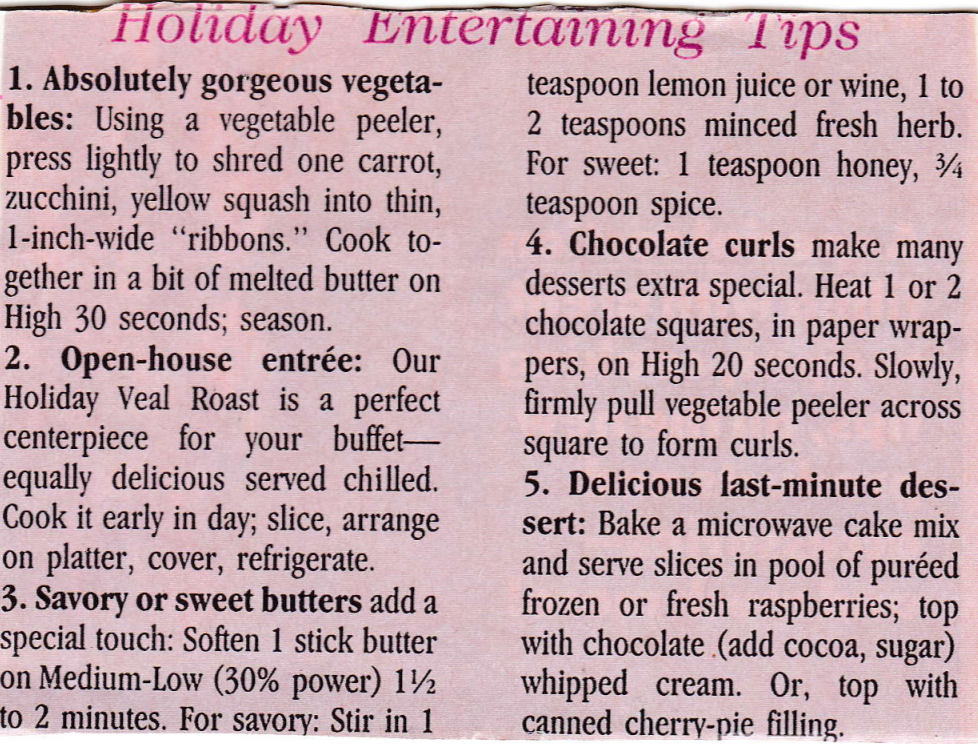 Holiday Entertaining Tips
1. Absolutely gorgeous vegeta-
bles: Using a vegetable peeler,
press lightly to shred one carrot,
zucchini, yellow squash into thin,
1-inch-wide “ribbons.” Cook to-
gether in a bit of melted butter on
High 30 seconds; season.
2. Open-house entrée: Our
Holiday Veal Roast is a perfect
centerpiece for your buffet—
equally delicious served chilled.
Cook it early in day; slice, arrange
on platter, cover, refrigerate.
3. Savory or sweet butters add a
special touch: Soften 1 stick butter
on Medium-Low (30% power) 1½
to 2 minutes. For savory: Stir in 1
teaspoon lemon juice or wine, 1 to
2 teaspoons minced fresh herb.
For sweet: 1 teaspoon honey, ¾
teaspoon spice.
4. Chocolate curls make many
desserts extra special. Heat 1 or 2
chocolate squares, in paper wrap-
pers, on High 20 seconds. Slowly,
firmly pull vegetable peeler across
square to form curls.
5. Delicious last-minute des-
sert: Bake a microwave cake mix
and serve slices in pool of puréed
frozen or fresh raspberries; top
with chocolate (add cocoa, sugar)
whipped cream. Or, top with
canned cherry-pie filling.